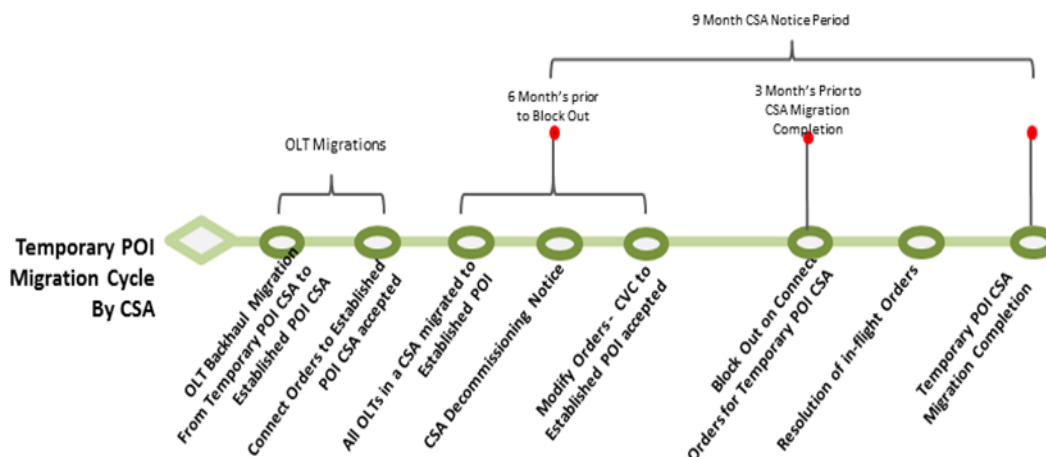 9 Month CSA Notice Period
6 Month's prior
to Block Out
3 Month's Prior to
CSA Migration
Completion
OLT Migrations
Temporary POI
Migration Cycle
By CSA
OLT Backhaul Migration
From Temporary POI CSA to
Established POI CSA
Connect Orders to Established
POI CSA accepted
All OLTs in a CSA migrated to
Established POI
CSA Decommissioning Notice
Modify Orders - CVC to
Established POI accepted
Block Out on Connect
Orders for Temporary POI CSA
Resolution of in-flight Orders
Temporary POI CSA
Migration Completion